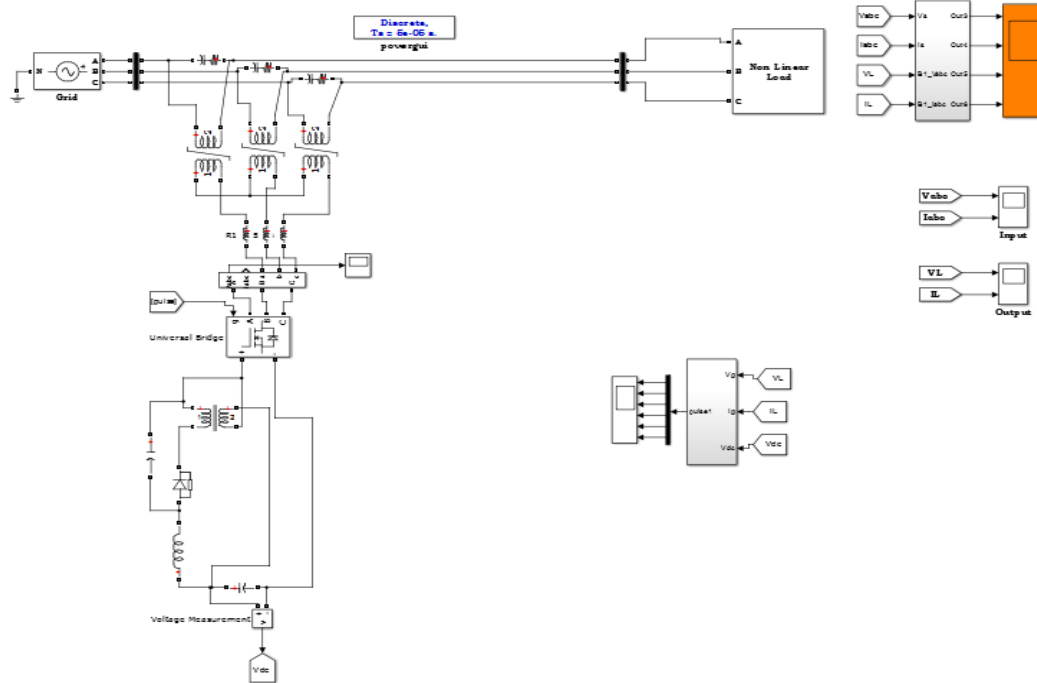 Discrete,
Ts = 5e-06 s.
powergui
Grid
N
A
B
C
A
B
C
Non Linear
Load
Vabc
Iabc
VL
IL
Va
Ia
Out3
Out4
Out5
Out6
Vabc
Iabc
Input
VL
IL
Output
R1
[pulse]
g
A
B
C
+
-
Universal Bridge
pulse1
Vg
Ig
Vdc
VL
IL
Vdc
Voltage Measurement
+
-
v
Vdc